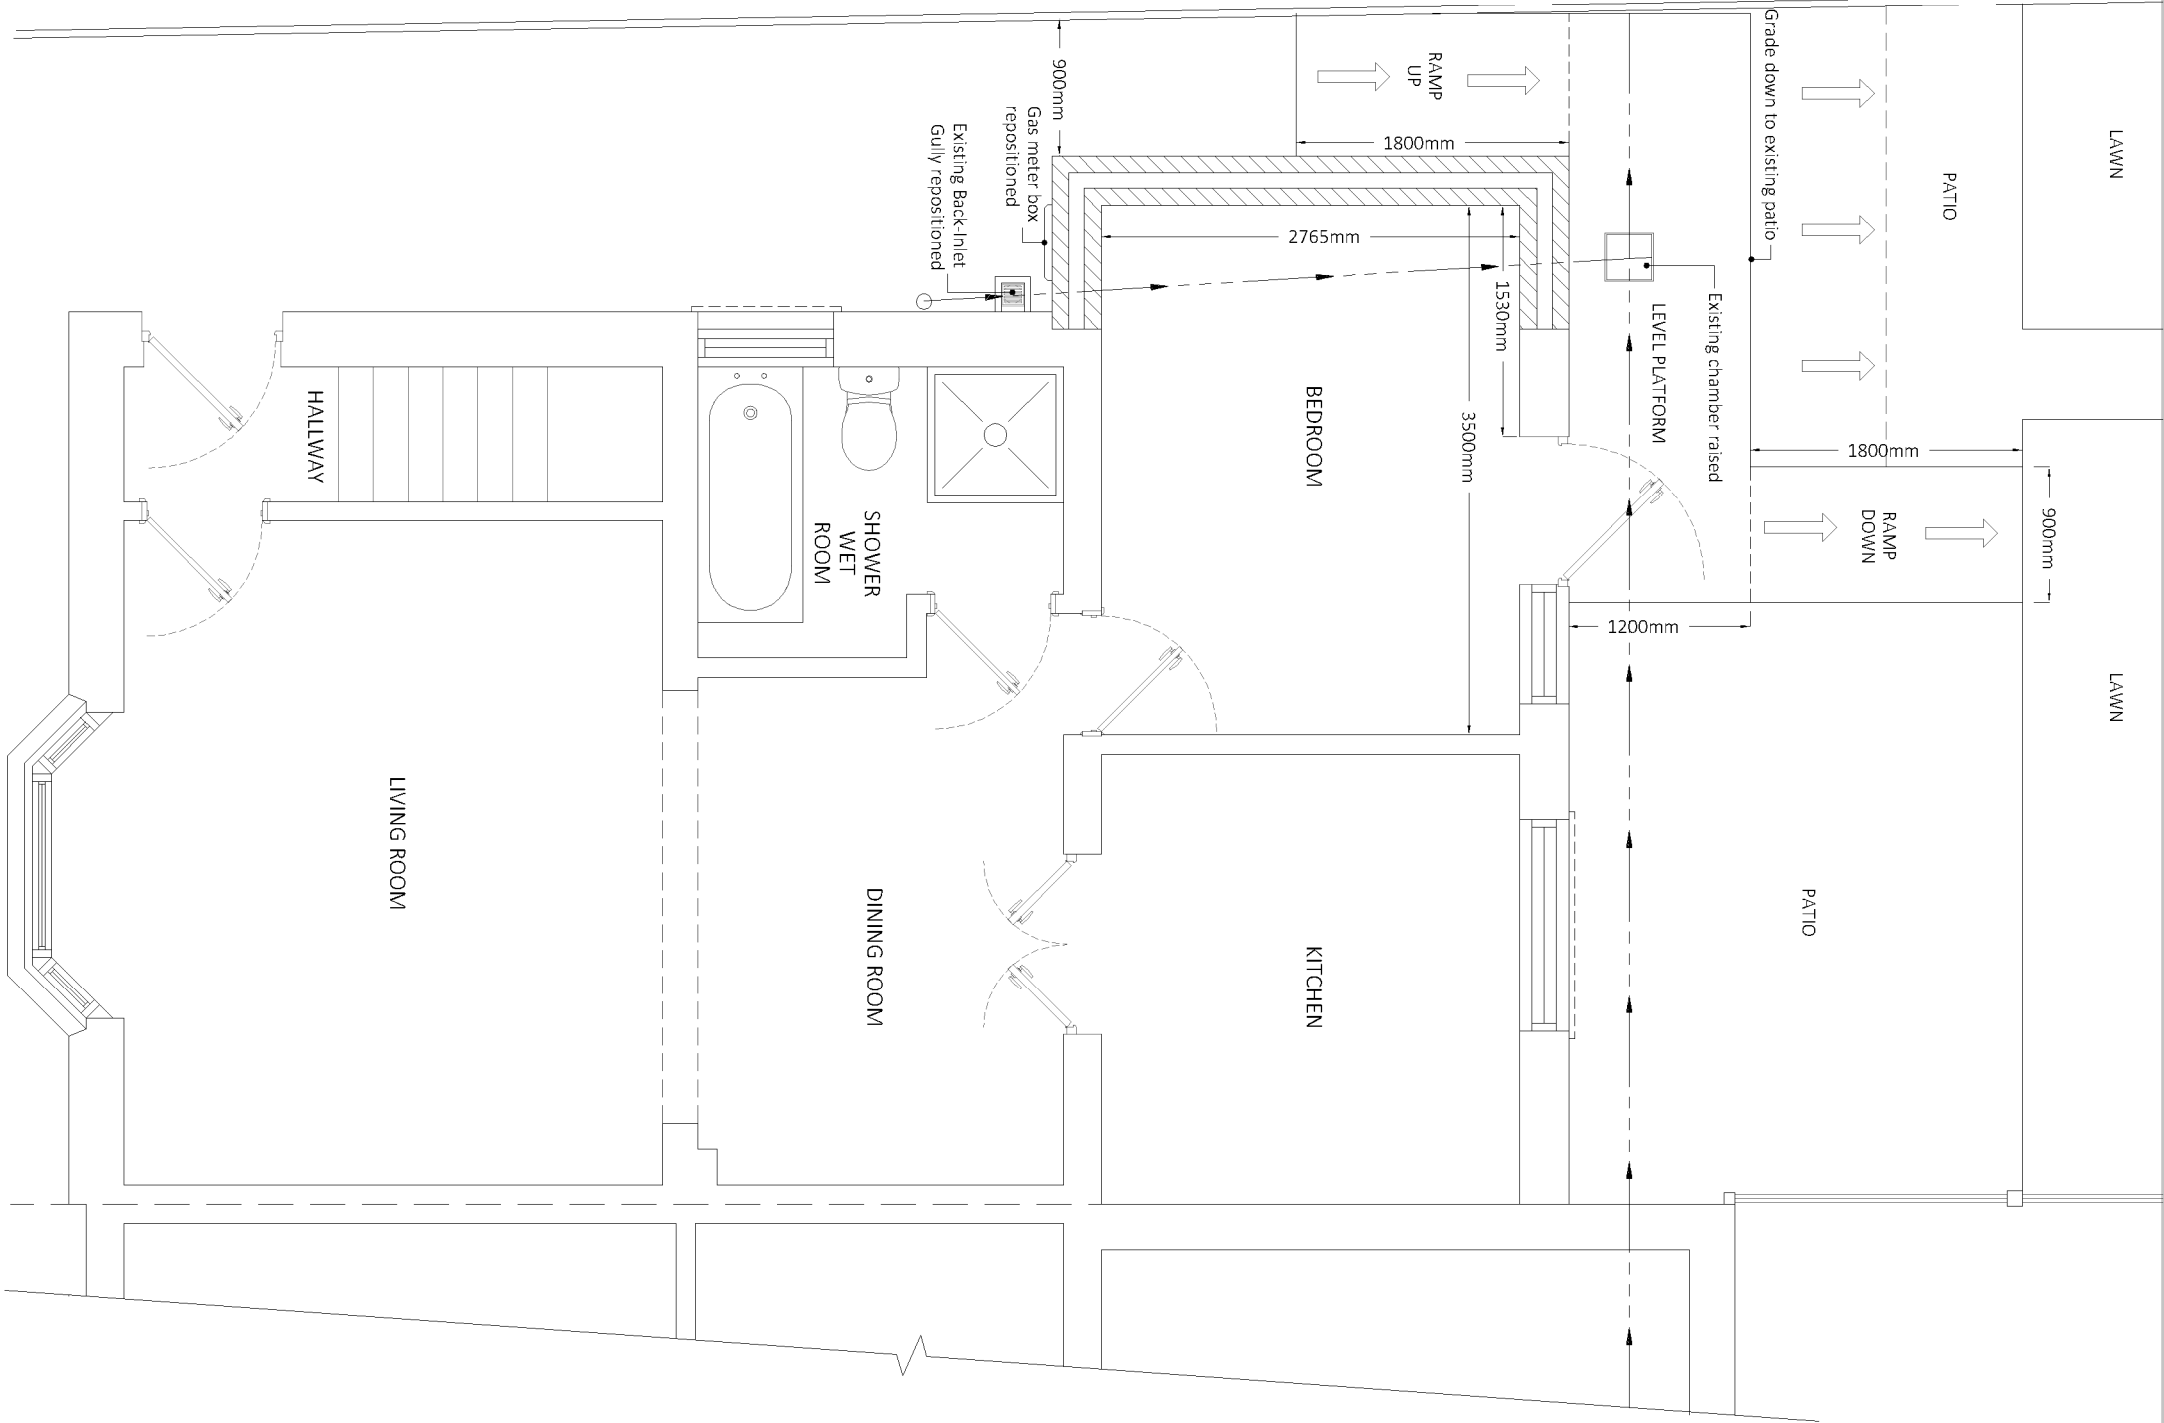 LAWN
LAWN
PATIO
900mm
RAMP
DOWN
1800mm
PATIO
Grade down to existing patio
Existing chamber raised
LEVEL PLATFORM
1200mm
RAMP
UP
1800mm
1530mm
3500mm
2765mm
BEDROOM
KITCHEN
900mm
Gas meter box
repositioned
Existing Back-Inlet
Gully repositioned
SHOWER
WET
ROOM
DINING ROOM
HALLWAY
LIVING ROOM